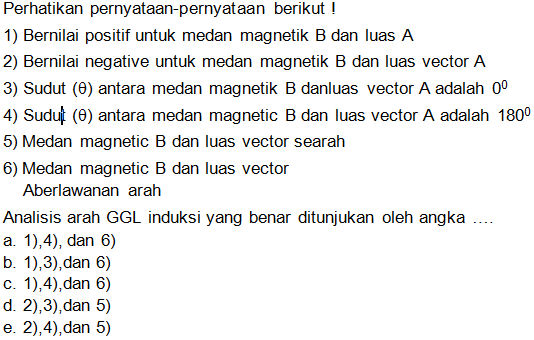 Perhatikan pernyataan-pernyataan berikut !
1) Bernilai positif untuk medan magnetik B dan luas A
2) Bernilai negative untuk medan magnetik B dan luas vector A
3) Sudut (θ) antara medan magnetik B danluas vector A adalah 0⁰
4) Sudut (θ) antara medan magnetic B dan luas vector A adalah 180⁰
5) Medan magnetic B dan luas vector searah
6) Medan magnetic B dan luas vector
Aberlawanan arah
Analisis arah GGL induksi yang benar ditunjukan oleh angka ....
a. 1),4), dan 6)
b. 1),3),dan 6)
c. 1),4),dan 6)
d. 2),3),dan 5)
e. 2),4),dan 5)